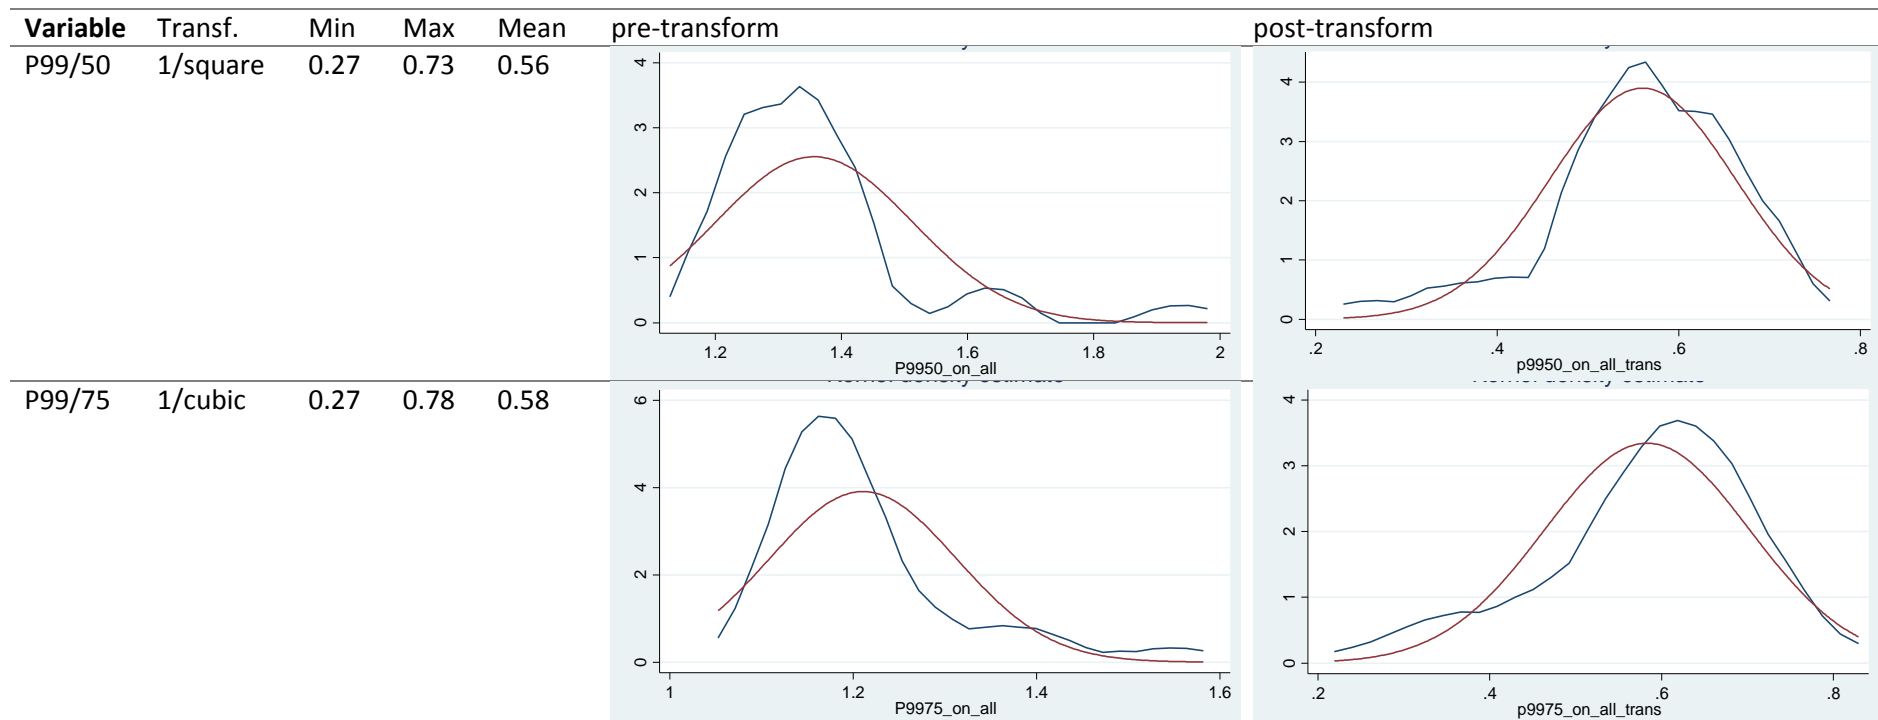 Variable Transf. Min Max Mean pre-transform post-transform
P99/50 1/square 0.27 0.73 0.56
4
3
2
1
0
1.2 1.4 1.6 1.8 2
P9950_on_all
4
3
2
1
0
.2 .4 .6 .8
p9950_on_all_trans
P99/75 1/cubic 0.27 0.78 0.58
6
4
2
0
1 1.2 1.4 1.6
P9975_on_all
4
3
2
1
0
.2 .4 .6 .8
p9975_on_all_trans